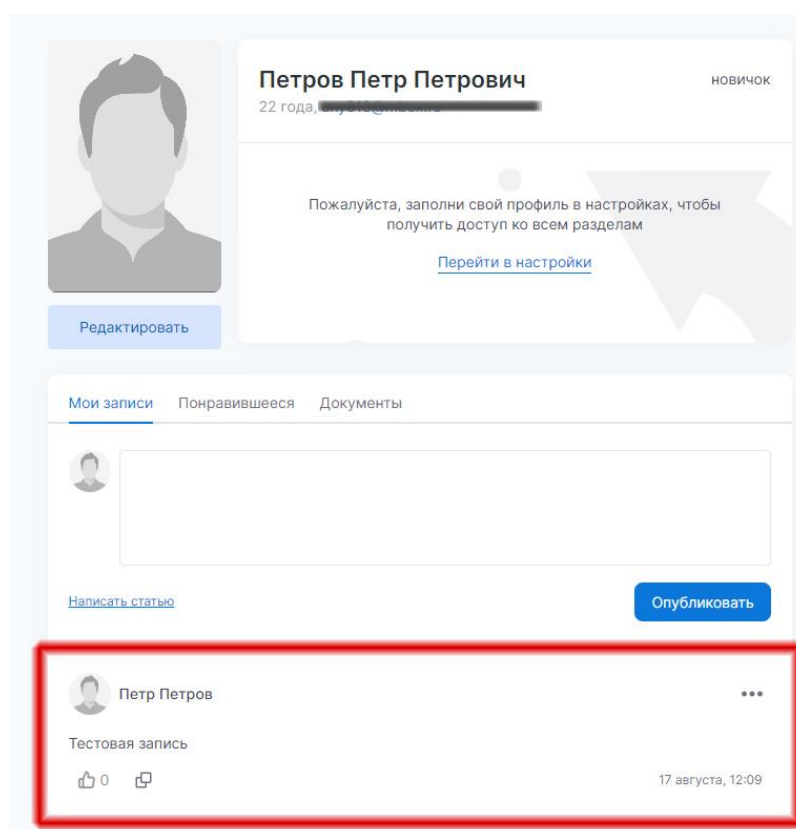 Петров Петр Петрович
новичок
22 года,
Пожалуйста, заполни свой профиль в настройках, чтобы
получить доступ ко всем разделам
Перейти в настройки
Редактировать
Мои записи Понравившееся Документы
Написать статью
Опубликовать
Петр Петров
Тестовая запись
0
17 августа, 12:09